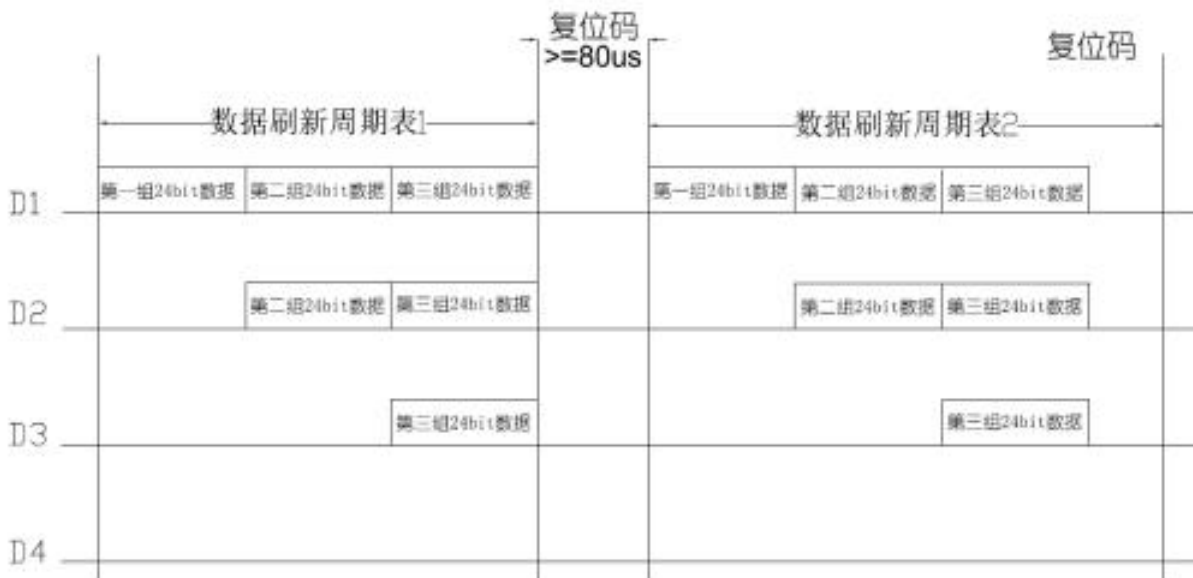 复位码
>=80us
复位码
数据刷新周期表1
数据刷新周期表2
D1
第一组24bit数据
第二组24bit数据
第三组24bit数据
第一组24bit数据
第二组24bit数据
第三组24bit数据
D2
第二组24bit数据
第三组24bit数据
第二组24bit数据
第三组24bit数据
D3
第三组24bit数据
第三组24bit数据
D4